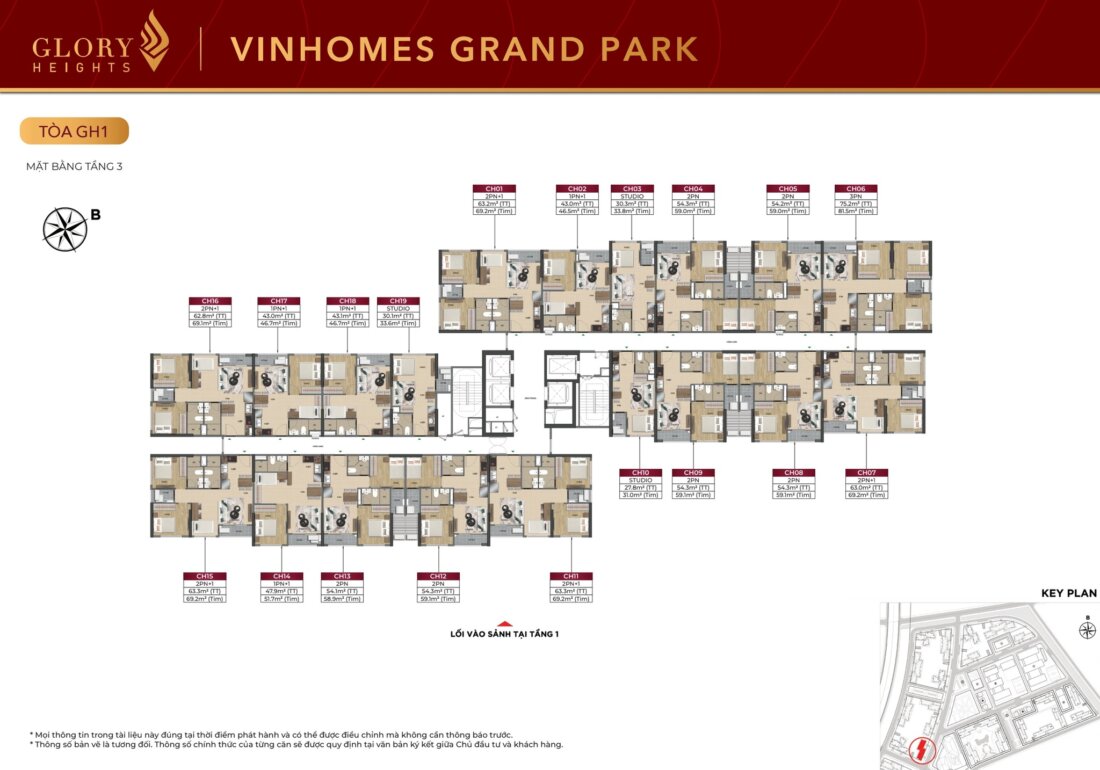 GLORY
HEIGHTS
VINHOMES GRAND PARK
TÒA GH1
MẶT BẰNG TẦNG 3
B
CH01
2PN+1
63.2m² (TT)
69.2m² (Tim)
CH02
1PN+1
43.0m² (TT)
46.5m² (Tim)
CH03
STUDIO
30.3m² (TT)
33.8m² (Tim)
CH04
2PN
54.3m² (TT)
59.0m² (Tim)
CH05
2PN
54.2m² (TT)
59.0m² (Tim)
CH06
3PN
75.2m² (TT)
81.5m² (Tim)
CH16
2PN+1
62.8m² (TT)
69.1m² (Tim)
CH17
1PN+1
43.0m² (TT)
46.7m² (Tim)
CH18
1PN+1
43.1m² (TT)
46.7m² (Tim)
CH19
STUDIO
30.1m² (TT)
33.6m² (Tim)
CH10
STUDIO
27.8m² (TT)
31.0m² (Tim)
CH09
2PN
54.3m² (TT)
59.1m² (Tim)
CH08
2PN
54.3m² (TT)
59.1m² (Tim)
CH07
2PN+1
63.0m² (TT)
69.2m² (Tim)
CH15
2PN+1
63.3m² (TT)
69.2m² (Tim)
CH14
1PN+1
47.9m² (TT)
51.7m² (Tim)
CH13
2PN
54.1m² (TT)
58.9m² (Tim)
CH12
2PN
54.3m² (TT)
59.1m² (Tim)
CH11
2PN+1
63.3m² (TT)
69.2m² (Tim)
LỐI VÀO SẢNH TẠI TẦNG 1
KEY PLAN
B
* Mọi thông tin trong tài liệu này đúng tại thời điểm phát hành và có thể được điều chỉnh mà không cần thông báo trước.
* Thông số bản vẽ là tương đối. Thông số chính thức của từng căn sẽ được quy định tại văn bản ký kết giữa Chủ đầu tư và khách hàng.